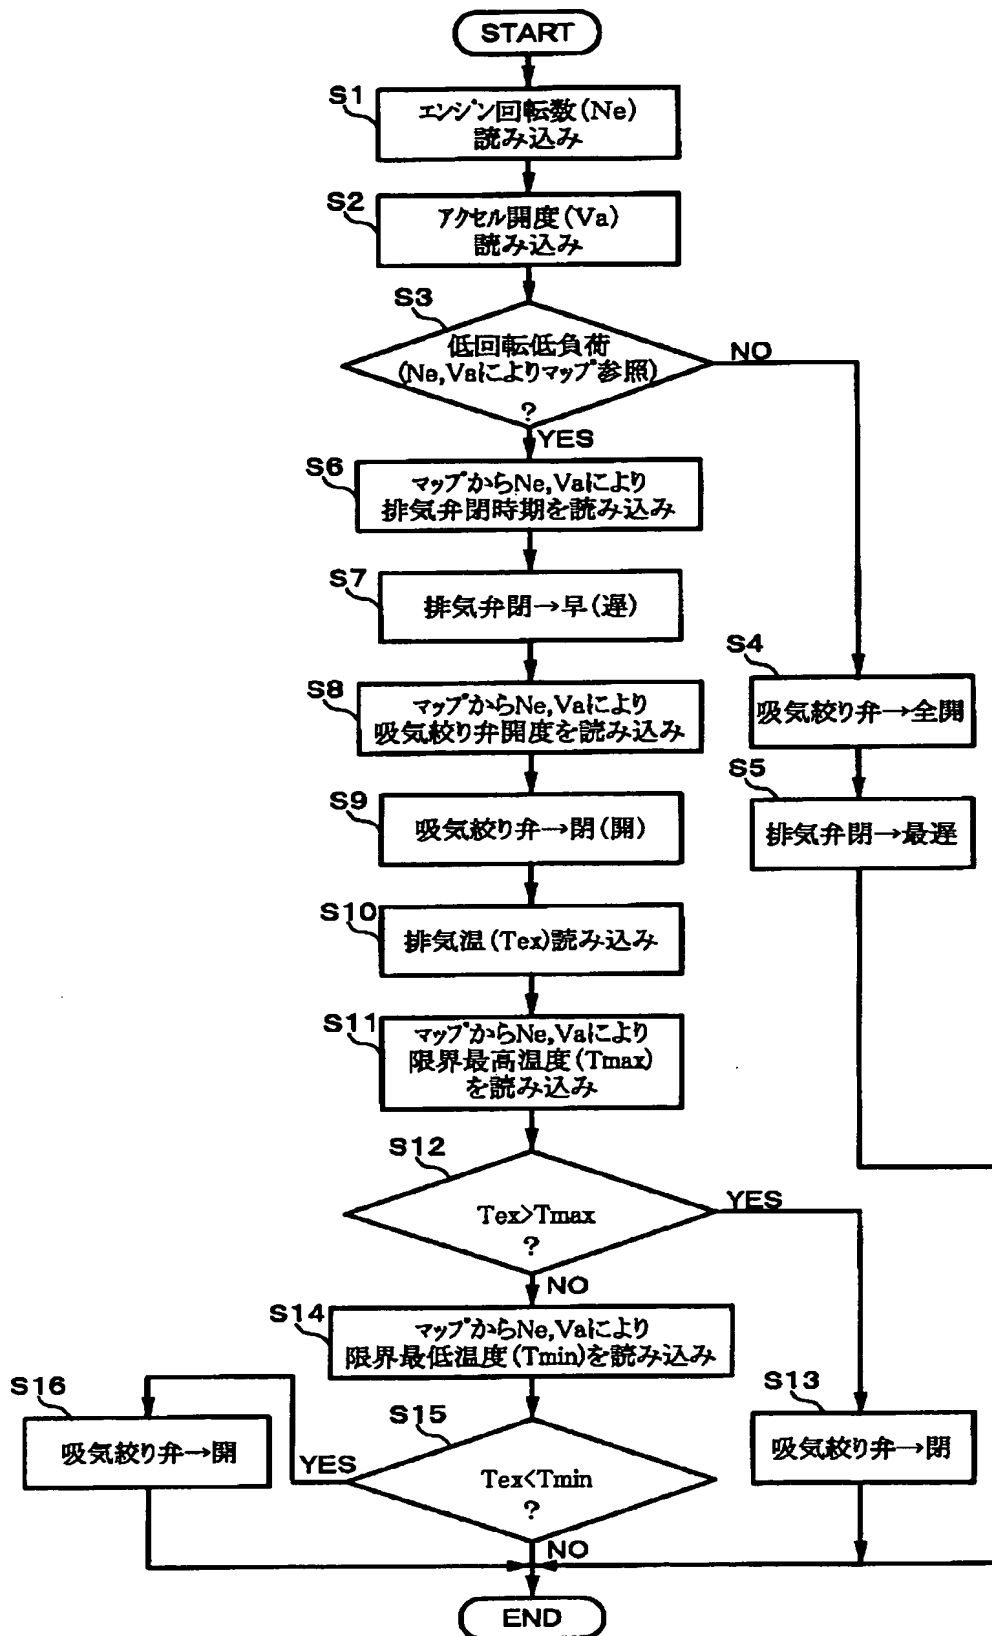 START
S1
エンジン回転数(Ne)
読み込み
S2
アクセル開度(Va)
読み込み
S3
低回転低負荷
(Ne,Vaによりマップ参照)
?
NO
YES
S6
マップからNe,Vaにより
排気弁閉時期を読み込み
S7
排気弁閉→早(遅)
S4
吸気絞り弁→全開
S8
マップからNe,Vaにより
吸気絞り弁開度を読み込み
S5
排気弁閉→最遅
S9
吸気絞り弁→閉(開)
S10
排気温(Tex)読み込み
S11
マップからNe,Vaにより
限界最高温度(Tmax)
を読み込み
S12
Tex>Tmax
?
YES
NO
S14
マップからNe,Vaにより
限界最低温度(Tmin)を読み込み
S16
吸気絞り弁→開
S15
YES
Tex<Tmin
?
S13
吸気絞り弁→閉
NO
END